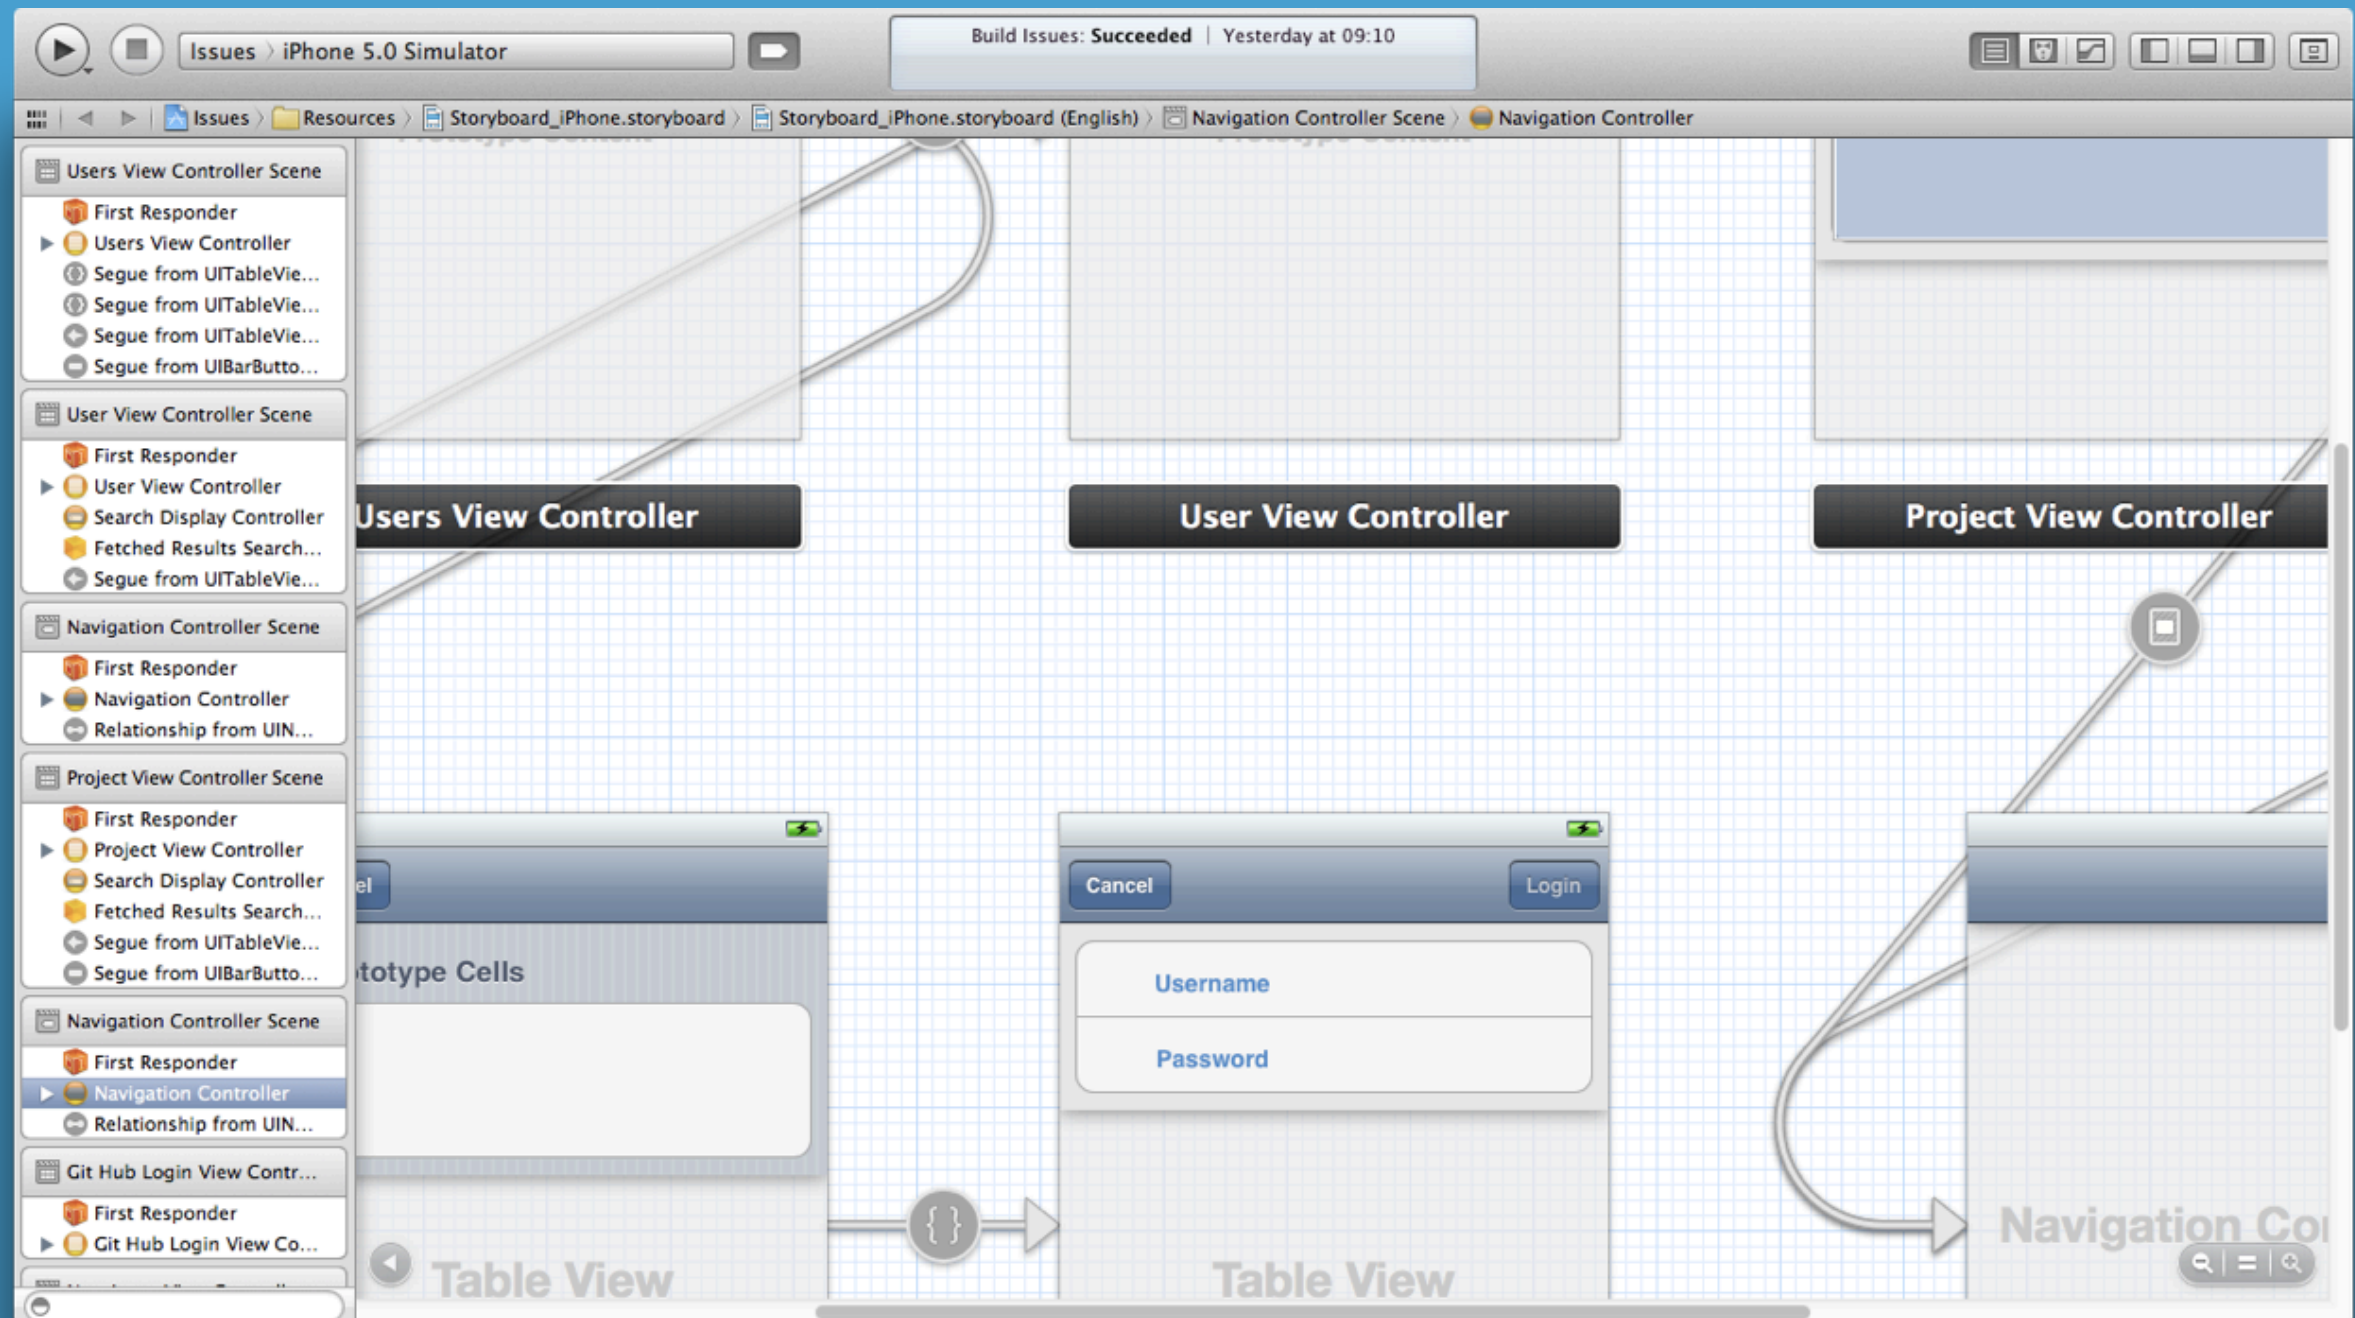 Build Issues: Succeeded | Yesterday at 09:10
Issues > iPhone 5.0 Simulator
Issues > Resources > Storyboard_iPhone.storyboard > Storyboard_iPhone.storyboard (English) > Navigation Controller Scene > Navigation Controller
Users View Controller Scene
First Responder
Users View Controller
Segue from UITableVie...
Segue from UITableVie...
Segue from UITableVie...
Segue from UIBarButto...
User View Controller Scene
First Responder
User View Controller
Search Display Controller
Fetched Results Search...
Segue from UITableVie...
Navigation Controller Scene
First Responder
Navigation Controller
Relationship from UIN...
Project View Controller Scene
First Responder
Project View Controller
Search Display Controller
Fetched Results Search...
Segue from UITableVie...
Segue from UIBarButto...
Navigation Controller Scene
First Responder
Navigation Controller
Relationship from UIN...
Git Hub Login View Contr...
First Responder
Git Hub Login View Co...
Prototype Content
Prototype Content
Users View Controller
User View Controller
Project View Controller
el
totype Cells
Table View
{ }
Cancel
Login
Username
Password
Table View
Navigation Co